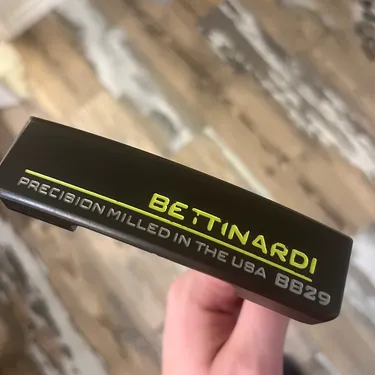 BETTINARDI
PRECISION MILLED IN THE USA BB29